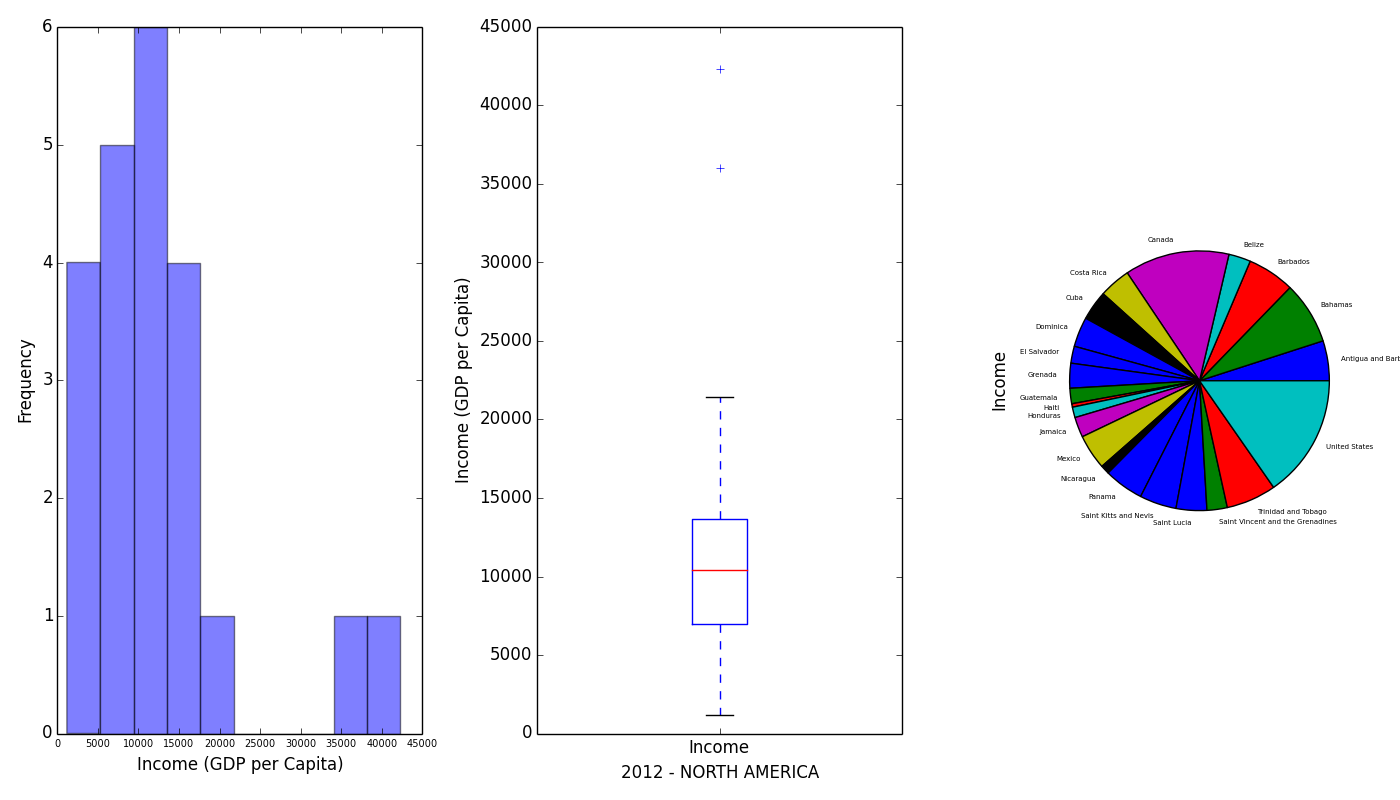 6
5
4
3
2
1
0
Frequency
0 5000 10000 15000 20000 25000 30000 35000 40000 45000
Income (GDP per Capita)
45000
40000
35000
30000
25000
20000
15000
10000
5000
0
Income (GDP per Capita)
Income
2012 - NORTH AMERICA
Income
Canada
Belize
Barbados
Costa Rica
Cuba
Bahamas
Dominica
El Salvador
Antigua and Bart
Grenada
Guatemala
Haiti
Honduras
Jamaica
United States
Mexico
Nicaragua
Panama
Saint Kitts and Nevis
Saint Lucia
Trinidad and Tobago
Saint Vincent and the Grenadines